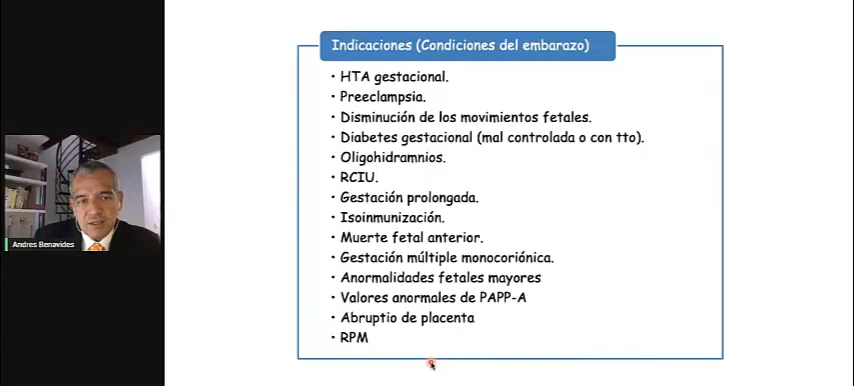 Indicaciones (Condiciones del embarazo)
• HTA gestacional.
• Preeclampsia.
• Disminución de los movimientos fetales.
• Diabetes gestacional (mal controlada o con tto).
• Oligohidramnios.
• RCIU.
• Gestación prolongada.
• Isoinmunización.
• Muerte fetal anterior.
• Gestación múltiple monocoriónica.
• Anormalidades fetales mayores
• Valores anormales de PAPP-A
• Abruptio de placenta
• RPM
Andres Benavides